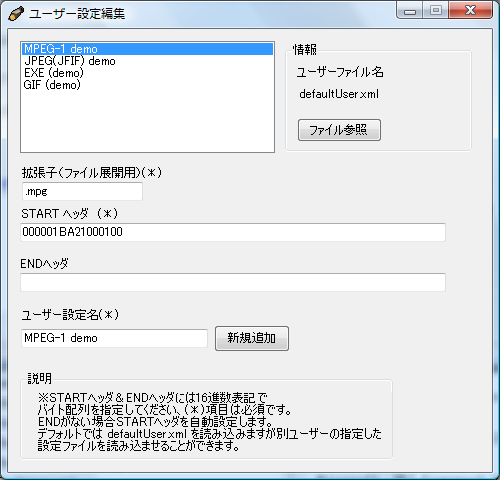 ユーザー設定編集
MPEG-1 demo
JPEG(JFIF) demo
EXE (demo)
GIF (demo)
情報
ユーザーファイル名
defaultUser.xml
ファイル参照
拡張子(ファイル展開用)(*)
.mpg
START ヘッダ (*)
000001BA21000100
ENDヘッダ
ユーザー設定名(*)
MPEG-1 demo
新規追加
説明
※STARTヘッダ&ENDヘッダには16進数表記で
バイト配列を指定してください、(*)項目は必須です。
ENDがない場合STARTヘッダを自動設定します。
デフォルトでは defaultUser.xml を読み込みますが別ユーザーの指定した
設定ファイルを読み込ませることができます。